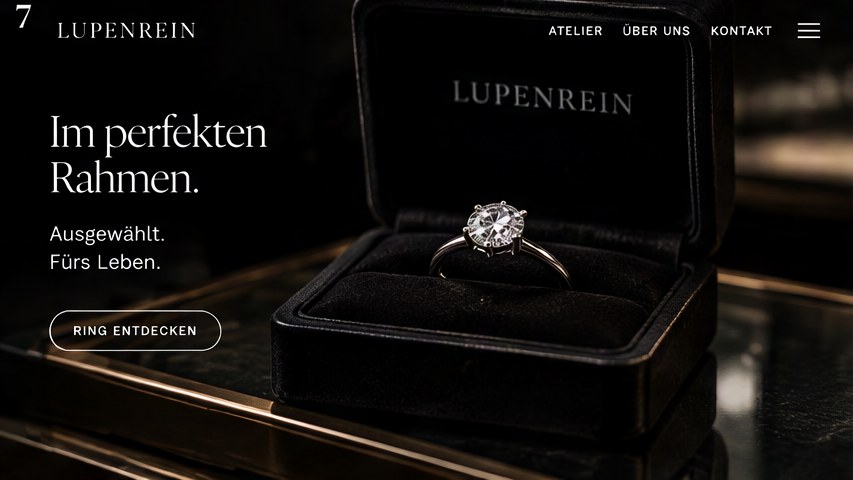 7
LUPENREIN
ATELIER ÜBER UNS KONTAKT
LUPENREIN
Im perfekten
Rahmen.
Ausgewählt.
Fürs Leben.
RING ENTDECKEN